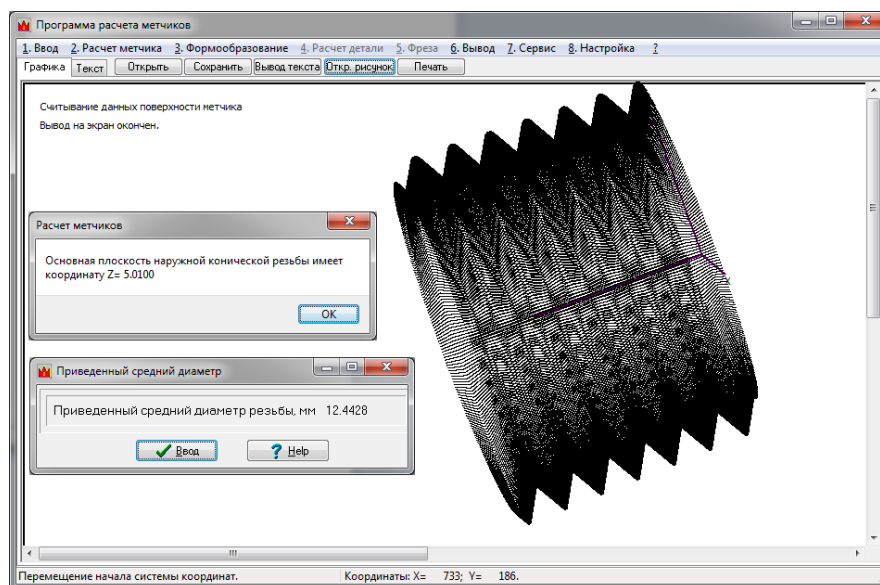 Программа расчета метчиков
1. Ввод 2. Расчет метчика 3. Формообразование 4. Расчет детали 5. Фреза 6. Вывод 7. Сервис 8. Настройка ?
Графика Текст Открыть Сохранить Вывод текста Откр. рисунок Печать
Считывание данных поверхности метчика
Вывод на экран окончен.
Расчет метчиков
Основная плоскость наружной конической резьбы имеет
координату Z= 5.0100
OK
Приведенный средний диаметр
Приведенный средний диаметр резьбы, мм 12.4428
Ввод Help
Перемещение начала системы координат. Координаты: X= 733; Y= 186.